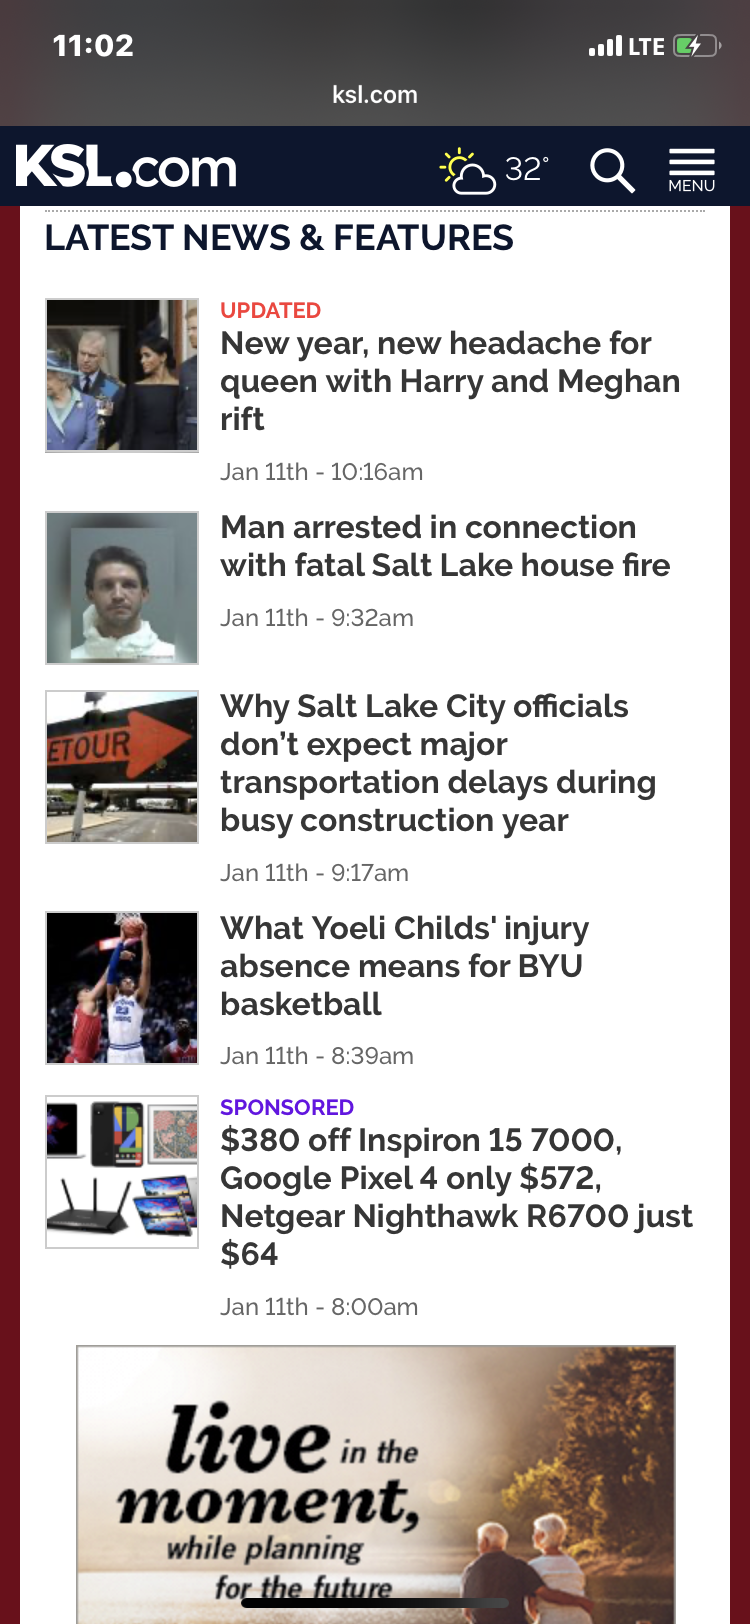 11:02
LTE
ksl.com
KSL.com
32°
MENU
LATEST NEWS & FEATURES
UPDATED
New year, new headache for
queen with Harry and Meghan
rift
Jan 11th - 10:16am
Man arrested in connection
with fatal Salt Lake house fire
Jan 11th - 9:32am
ETOUR
Why Salt Lake City officials
don’t expect major
transportation delays during
busy construction year
Jan 11th - 9:17am
What Yoeli Childs' injury
absence means for BYU
basketball
Jan 11th - 8:39am
23
SPONSORED
$380 off Inspiron 15 7000,
Google Pixel 4 only $572,
Netgear Nighthawk R6700 just
$64
Jan 11th - 8:00am
live in the
moment,
while planning
for the future